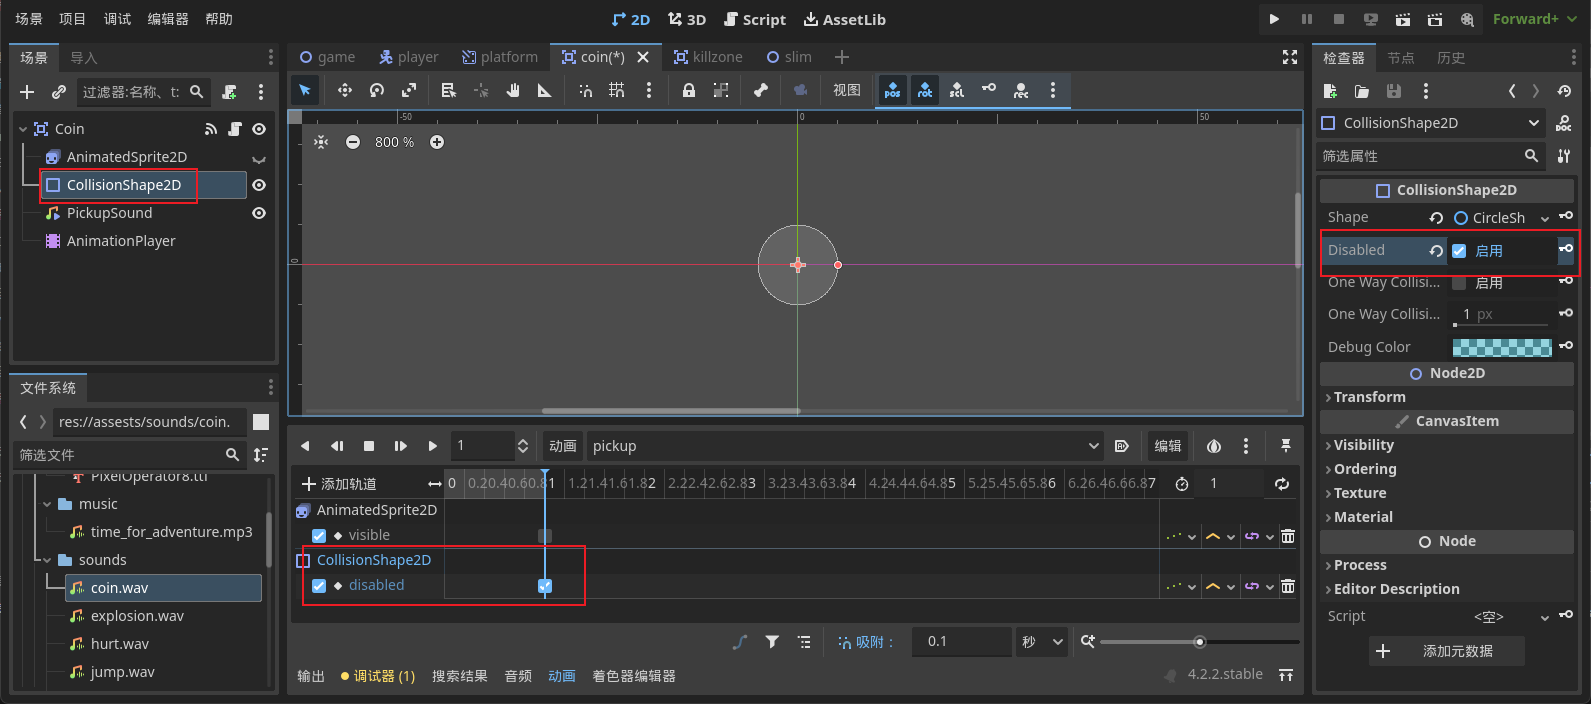 场景 项目 调试 编辑器 帮助 2D 3D Script AssetLib Forward+
场景 导入
game player platform coin(*) killzone slim
检查器 节点 历史
过滤器:名称、t:
视图 pos rot scl rec
-50 0 50
800 %
Coin
AnimatedSprite2D
CollisionShape2D
PickupSound
AnimationPlayer
文件系统
res://assests/sounds/coin.
筛选文件
PixelOperator8.ttf
music
time_for_adventure.mp3
sounds
coin.wav
explosion.wav
hurt.wav
jump.wav
0
1 动画 pickup 编辑
添加轨道 0 0.20.40.60.81 1.21.41.61.82 2.22.42.62.83 3.23.43.63.84 4.24.44.64.85 5.25.45.65.86 6.26.46.66.87 1
AnimatedSprite2D
visible
CollisionShape2D
disabled
吸附： 0.1 秒
输出 调试器 (1) 搜索结果 音频 动画 着色器编辑器 4.2.2.stable
CollisionShape2D DOC
筛选属性
CollisionShape2D
Shape CircleSh
Disabled 启用
One Way Collisi... 启用
One Way Collisi... 1 px
Debug Color
Node2D
Transform
CanvasItem
Visibility
Ordering
Texture
Material
Node
Process
Editor Description
Script <空>
添加元数据